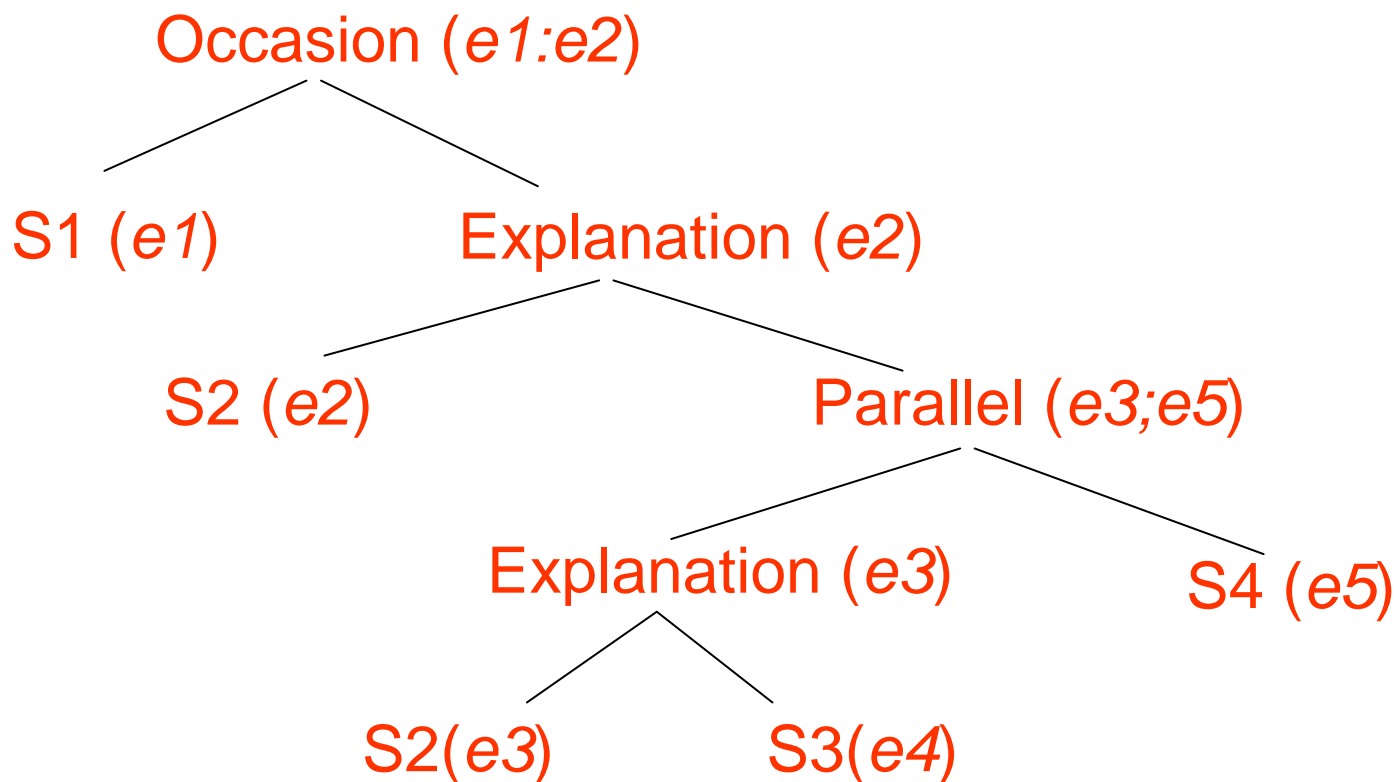 Occasion (e1:e2)
S1 (e1)
Explanation (e2)
S2 (e2)
Parallel (e3;e5)
Explanation (e3)
S4 (e5)
S2(e3)
S3(e4)